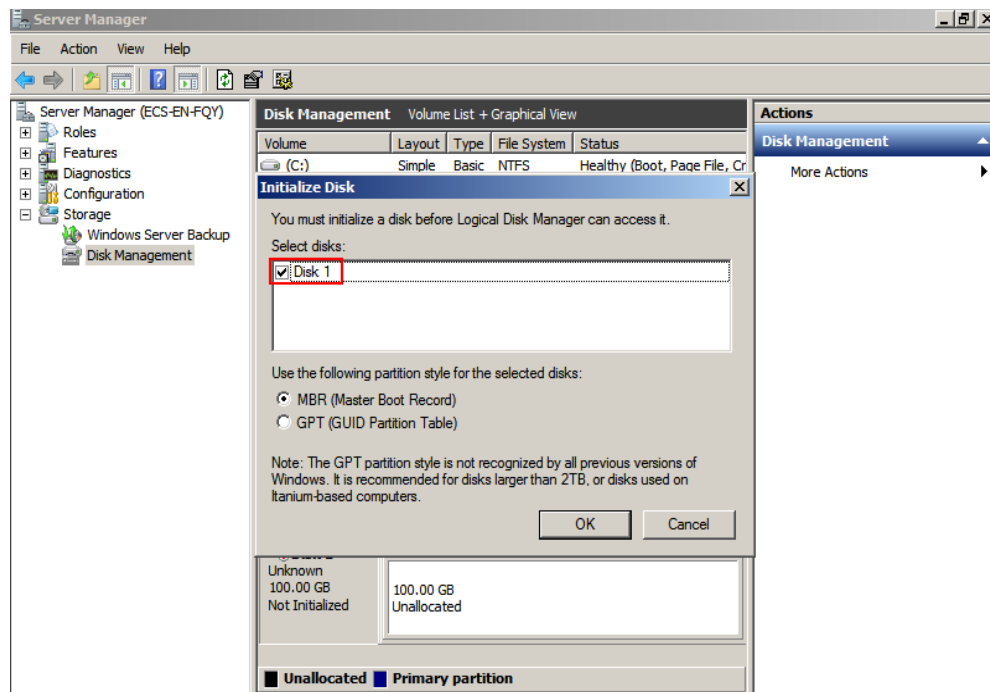 Server Manager
File Action View Help
Server Manager (ECS-EN-FQY)
Roles
Features
Diagnostics
Configuration
Storage
Windows Server Backup
Disk Management
Disk Management Volume List + Graphical View
Volume Layout Type File System Status
(C:) Simple Basic NTFS Healthy (Boot, Page File, Cr
Initialize Disk
You must initialize a disk before Logical Disk Manager can access it.
Select disks:
Disk 1
Use the following partition style for the selected disks:
MBR (Master Boot Record)
GPT (GUID Partition Table)
Note: The GPT partition style is not recognized by all previous versions of
Windows. It is recommended for disks larger than 2TB, or disks used on
Itanium-based computers.
OK Cancel
Unknown
100.00 GB
Not Initialized
100.00 GB
Unallocated
Unallocated Primary partition
Actions
Disk Management
More Actions